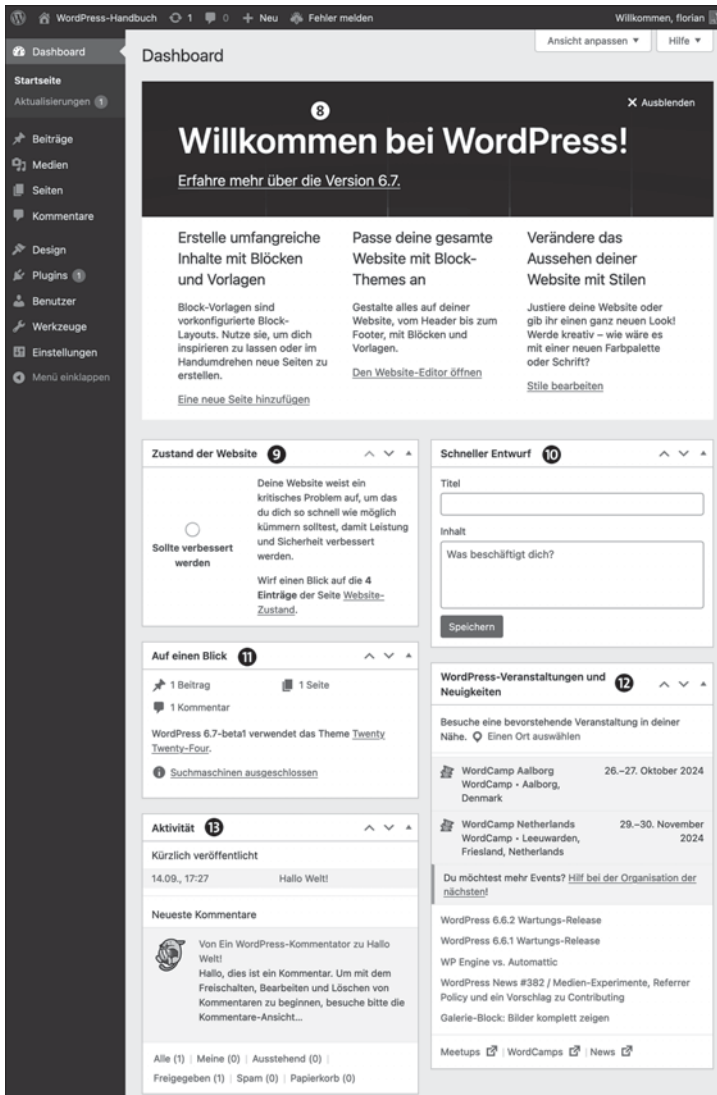 WordPress-Handbuch 1 0 Neu Fehler melden Willkommen, florian
Dashboard
Startseite
Aktualisierungen 1
Beiträge
Medien
Seiten
Kommentare
Design
Plugins 1
Benutzer
Werkzeuge
Einstellungen
Menü einklappen
Dashboard
Ansicht anpassen ▼ Hilfe ▼
8
Ausblenden
Willkommen bei WordPress!
Erfahre mehr über die Version 6.7.
Erstelle umfangreiche
Inhalte mit Blöcken
und Vorlagen
Block-Vorlagen sind
vorkonfigurierte Block-
Layouts. Nutze sie, um dich
inspirieren zu lassen oder im
Handumdrehen neue Seiten zu
erstellen.
Eine neue Seite hinzufügen
Passe deine gesamte
Website mit Block-
Themes an
Gestalte alles auf deiner
Website, vom Header bis zum
Footer, mit Blöcken und
Vorlagen.
Den Website-Editor öffnen
Verändere das
Aussehen deiner
Website mit Stilen
Justiere deine Website oder
gib ihr einen ganz neuen Look!
Werde kreativ – wie wäre es
mit einer neuen Farbpalette
oder Schrift?
Stile bearbeiten
Zustand der Website 9
Sollte verbessert
werden
Deine Website weist ein
kritisches Problem auf, um das
du dich so schnell wie möglich
kümmern solltest, damit Leistung
und Sicherheit verbessert
werden.
Wirf einen Blick auf die 4
Einträge der Seite Website-
Zustand.
Auf einen Blick 11
1 Beitrag 1 Seite
1 Kommentar
WordPress 6.7-beta1 verwendet das Theme Twenty
Twenty-Four.
Suchmaschinen ausgeschlossen
Aktivität 13
Kürzlich veröffentlicht
14.09., 17:27 Hallo Welt!
Neueste Kommentare
Von Ein WordPress-Kommentator zu Hallo
Welt!
Hallo, dies ist ein Kommentar. Um mit dem
Freischalten, Bearbeiten und Löschen von
Kommentaren zu beginnen, besuche bitte die
Kommentare-Ansicht...
Alle (1) | Meine (0) | Ausstehend (0) |
Freigegeben (1) | Spam (0) | Papierkorb (0)
Schneller Entwurf 10
Titel
Inhalt
Was beschäftigt dich?
Speichern
WordPress-Veranstaltungen und
Neuigkeiten 12
Besuche eine bevorstehende Veranstaltung in deiner
Nähe. Einen Ort auswählen
WordCamp Aalborg 26.–27. Oktober 2024
WordCamp • Aalborg,
Denmark
WordCamp Netherlands 29.–30. November
WordCamp • Leeuwarden, 2024
Friesland, Netherlands
Du möchtest mehr Events? Hilf bei der Organisation der
nächsten!
WordPress 6.6.2 Wartungs-Release
WordPress 6.6.1 Wartungs-Release
WP Engine vs. Automattic
WordPress News #382 / Medien-Experimente, Referrer
Policy und ein Vorschlag zu Contributing
Galerie-Block: Bilder komplett zeigen
Meetups | WordCamps | News